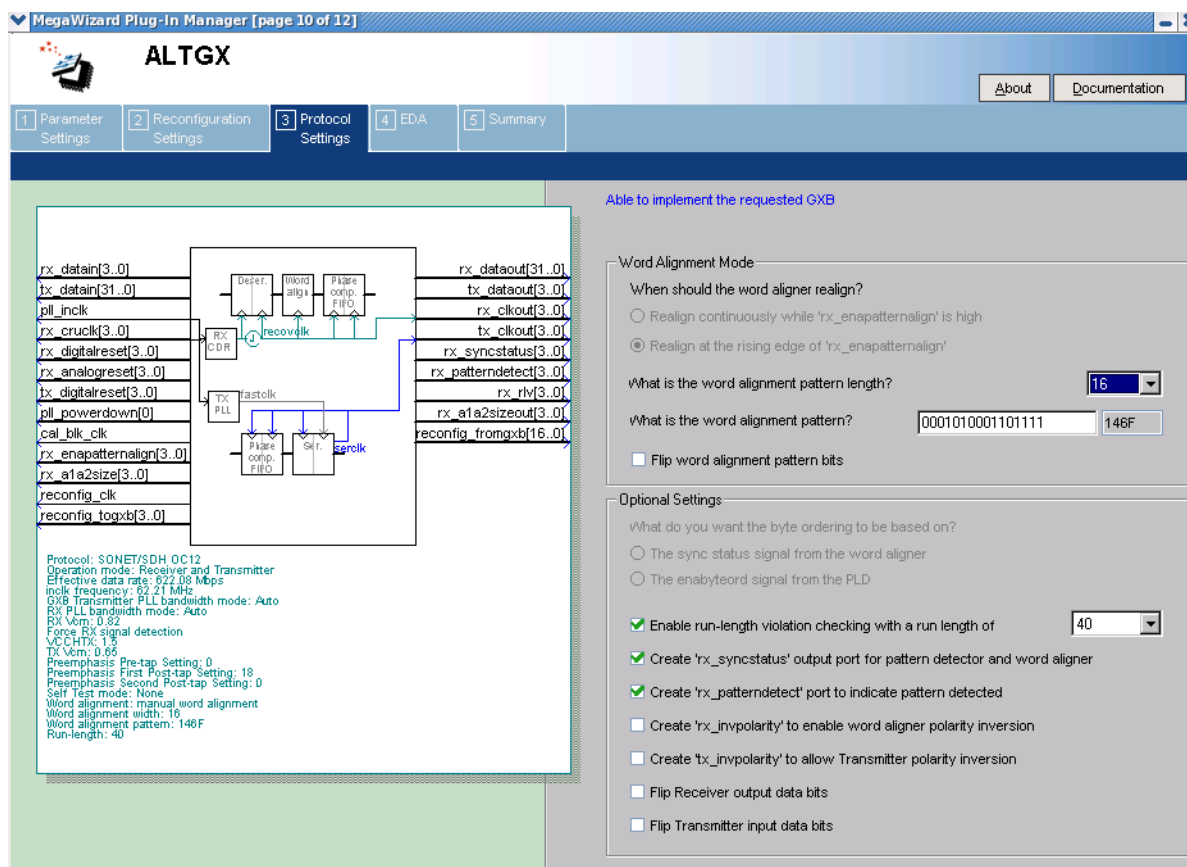 MegaWizard Plug-In Manager [page 10 of 12]
ALTGX
About
Documentation
1 Parameter Settings
2 Reconfiguration Settings
3 Protocol Settings
4 EDA
5 Summary
rx_datain[3..0]
tx_datain[31..0]
pll_inclk
rx_cruclk[3..0]
rx_digitalreset[3..0]
rx_analogreset[3..0]
tx_digitalreset[3..0]
pll_powerdown[0]
cal_blk_clk
rx_enapatternalign[3..0]
rx_a1a2size[3..0]
reconfig_clk
reconfig_togxb[3..0]
Deser.
Word align
Phase comp. FIFO
RX CDR
recovclk
TX PLL
fastclk
Phase comp. FIFO
Ser.
serclk
rx_dataout[31..0]
tx_dataout[3..0]
rx_clkout[3..0]
tx_clkout[3..0]
rx_syncstatus[3..0]
rx_patterndetect[3..0]
rx_rlv[3..0]
rx_a1a2sizeout[3..0]
reconfig_fromgxb[16..0]
Protocol: SONET/SDH OC12
Operation mode: Receiver and Transmitter
Effective data rate: 622.08 Mbps
inclk frequency: 62.21 MHz
GXB Transmitter PLL bandwidth mode: Auto
RX PLL bandwidth mode: Auto
RX Vcm: 0.82
Force RX signal detection
VCCHTX: 1.5
TX Vcm: 0.65
Preemphasis Pre-tap Setting: 0
Preemphasis First Post-tap Setting: 18
Preemphasis Second Post-tap Setting: 0
Self Test mode: None
Word alignment: manual word alignment
Word alignment width: 16
Word alignment pattern: 146F
Run-length: 40
Able to implement the requested GXB
Word Alignment Mode
When should the word aligner realign?
Realign continuously while 'rx_enapatternalign' is high
Realign at the rising edge of 'rx_enapatternalign'
What is the word alignment pattern length? 16
What is the word alignment pattern? 0001010001101111 146F
Flip word alignment pattern bits
Optional Settings
What do you want the byte ordering to be based on?
The sync status signal from the word aligner
The enabyteord signal from the PLD
Enable run-length violation checking with a run length of 40
Create 'rx_syncstatus' output port for pattern detector and word aligner
Create 'rx_patterndetect' port to indicate pattern detected
Create 'rx_invpolarity' to enable word aligner polarity inversion
Create 'tx_invpolarity' to allow Transmitter polarity inversion
Flip Receiver output data bits
Flip Transmitter input data bits